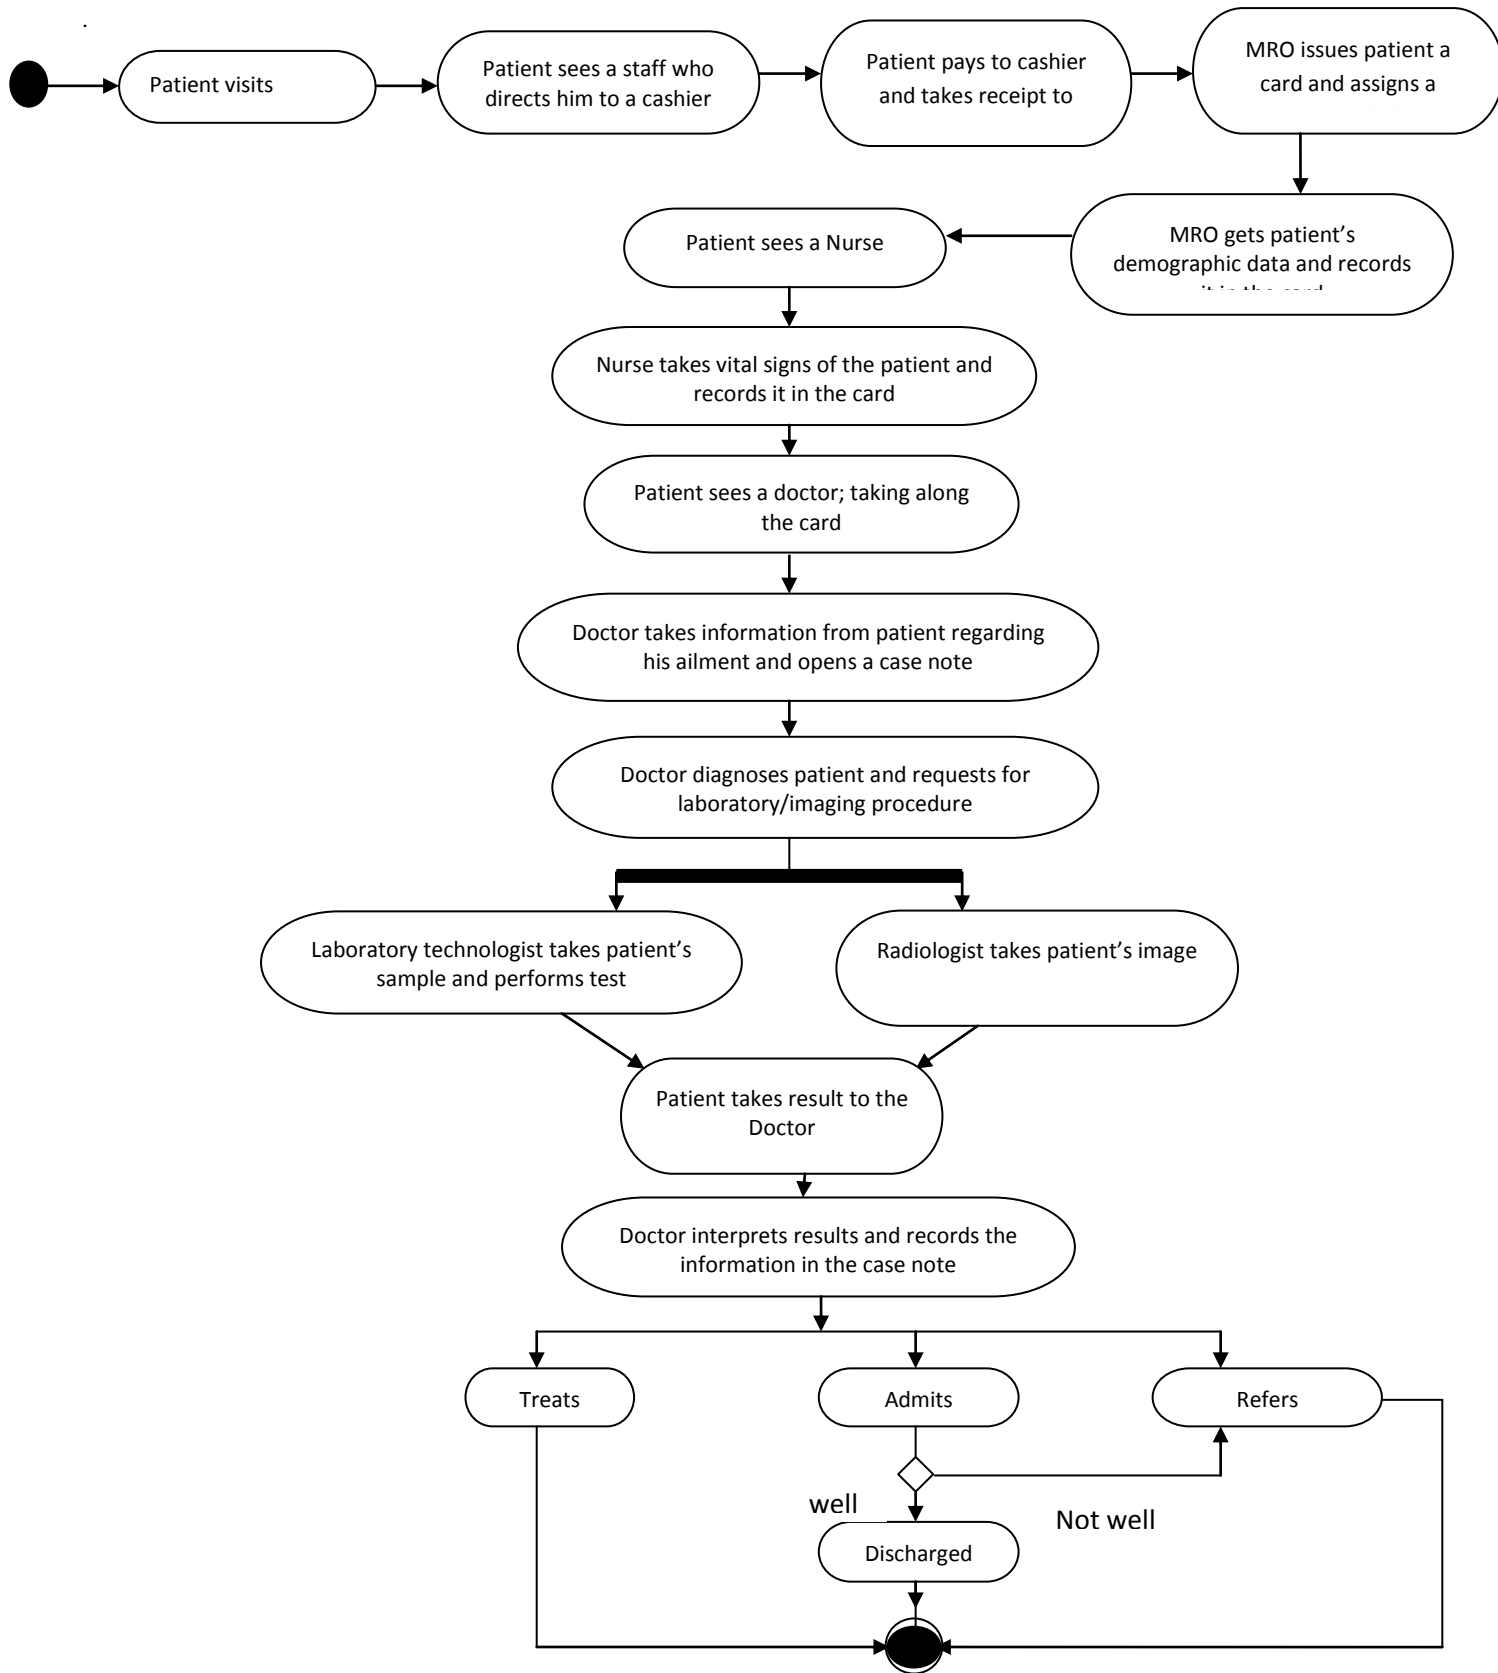 Patient visits
Patient sees a staff who
directs him to a cashier
Patient pays to cashier
and takes receipt to
MRO issues patient a
card and assigns a
MRO gets patient’s
demographic data and records
it in the card
Patient sees a Nurse
Nurse takes vital signs of the patient and
records it in the card
Patient sees a doctor; taking along
the card
Doctor takes information from patient regarding
his ailment and opens a case note
Doctor diagnoses patient and requests for
laboratory/imaging procedure
Laboratory technologist takes patient’s
sample and performs test
Radiologist takes patient’s image
Patient takes result to the
Doctor
Doctor interprets results and records the
information in the case note
Treats
Admits
Refers
well
Not well
Discharged